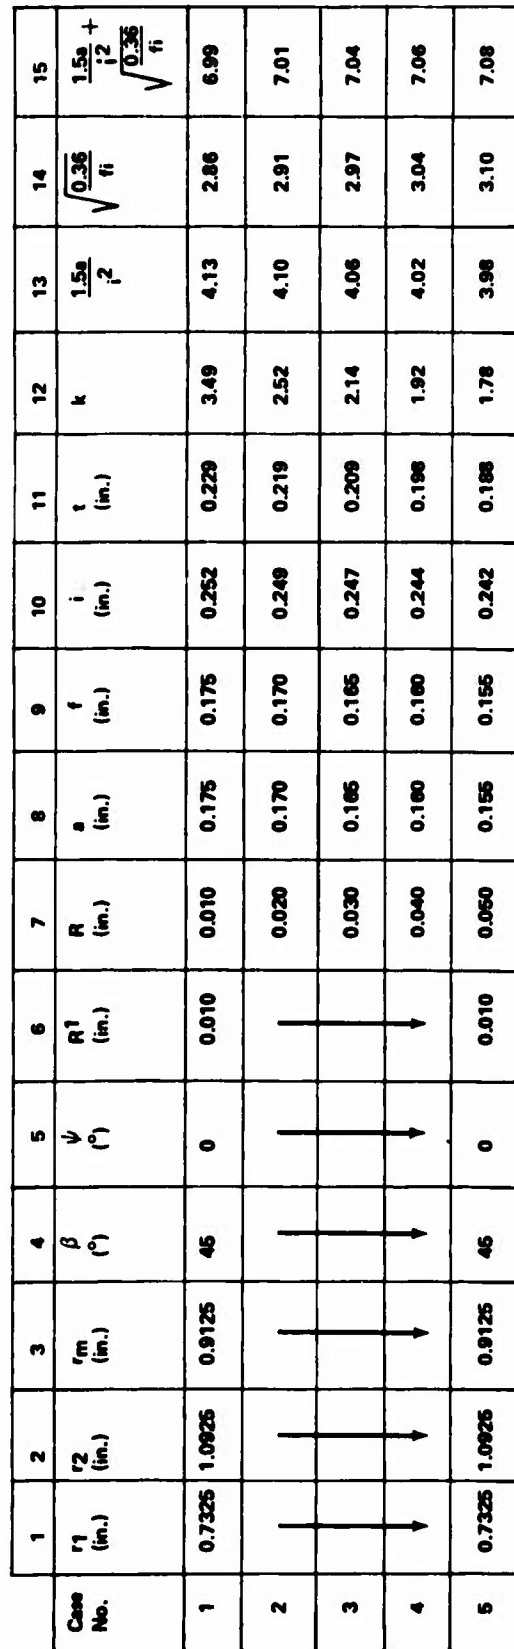 1 2 3 4 5 6 7 8 9 10 11 12 13 14 15
Case No. r1 (in.) r2 (in.) rm (in.) β (°) ψ (°) R1 (in.) R (in.) a (in.) f (in.) i (in.) t (in.) k 1.5a/i2 √0.36/fi 1.5a/i2 + √0.36/fi
1 0.7325 1.0925 0.9125 45 0 0.010 0.010 0.175 0.175 0.252 0.229 3.49 4.13 2.86 6.99
2 0.020 0.170 0.170 0.249 0.219 2.52 4.10 2.91 7.01
3 0.030 0.165 0.165 0.247 0.209 2.14 4.06 2.97 7.04
4 0.040 0.160 0.160 0.244 0.198 1.92 4.02 3.04 7.06
5 0.7325 1.0925 0.9125 45 0 0.010 0.050 0.155 0.155 0.242 0.188 1.78 3.98 3.10 7.08